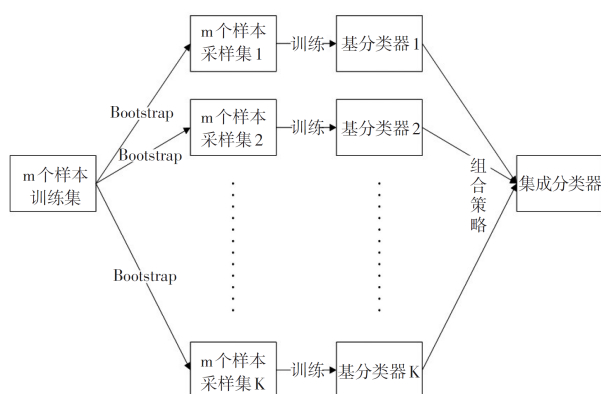 m个样本
采样集1
训练
基分类器1
Bootstrap
m个样本
采样集2
训练
基分类器2
Bootstrap
m个样本
训练集
组合策略
集成分类器
Bootstrap
m个样本
采样集K
训练
基分类器K